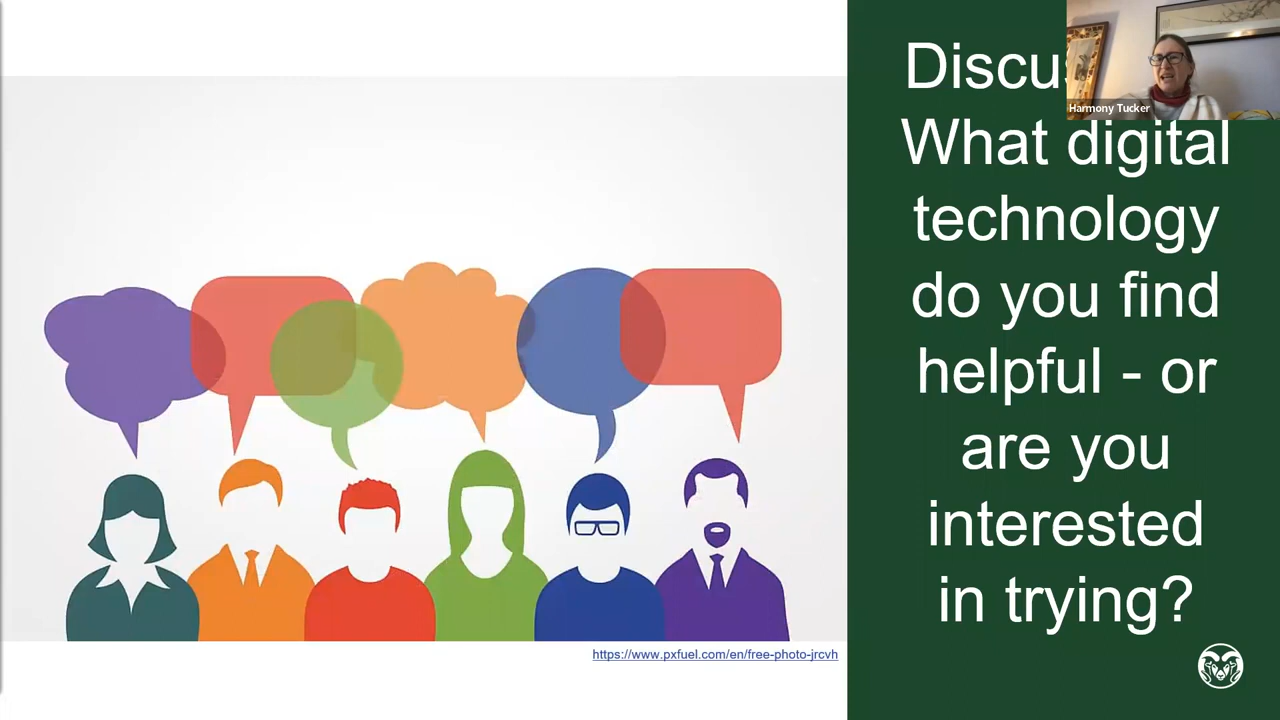 Discus
Harmony Tucker
What digital
technology
do you find
helpful - or
are you
interested
in trying?
https://www.pxfuel.com/en/free-photo-jrcvh